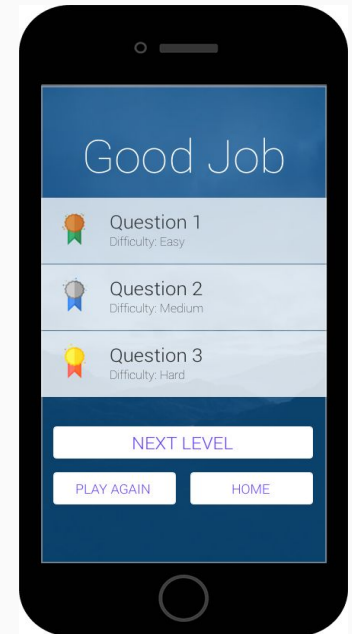 Good Job
Question 1
Difficulty: Easy
Question 2
Difficulty: Medium
Question 3
Difficulty: Hard
NEXT LEVEL
PLAY AGAIN
HOME